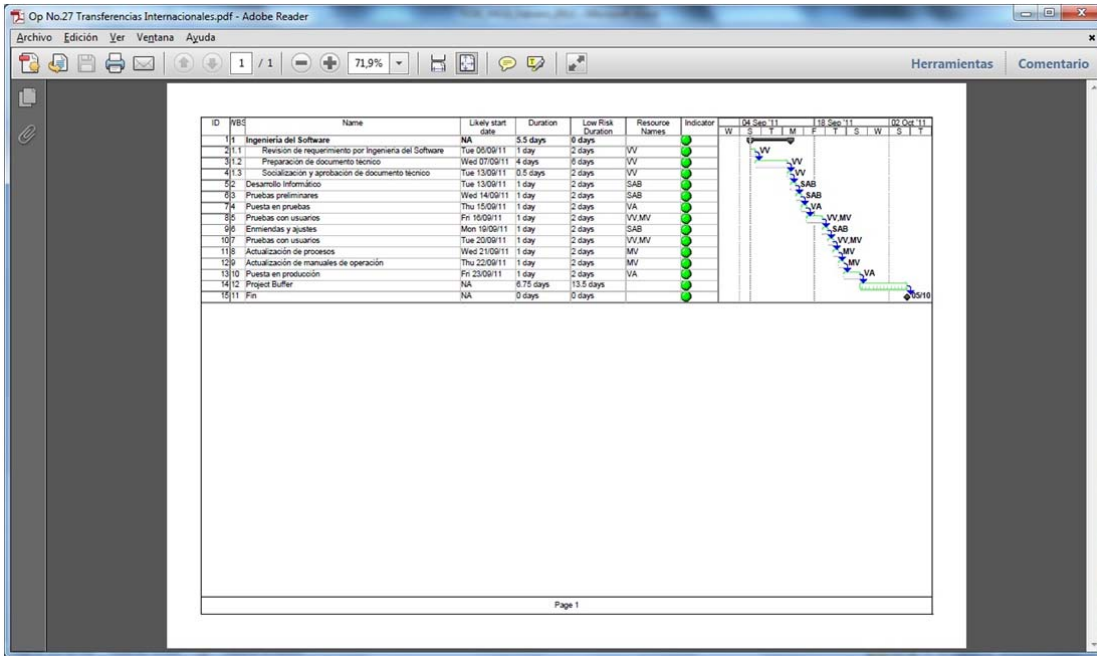 Op No.27 Transferencias Internacionales.pdf - Adobe Reader
Archivo Edición Ver Ventana Ayuda
1 / 1 71,9% Herramientas Comentario
ID WBS Name Likely start date Duration Low Risk Duration Resource Names Indicator 04 Sep '11 18 Sep '11 02 Oct '11
W S T M F T S W S T
1 1 Ingeniería del Software NA 5.5 days 0 days
2 1.1 Revisión de requerimiento por Ingeniería del Software Tue 06/09/11 1 day 2 days VV VV
3 1.2 Preparación de documento técnico Wed 07/09/11 4 days 6 days VV VV
4 1.3 Socialización y aprobación de documento técnico Tue 13/09/11 0.5 days 2 days VV VV
5 2 Desarrollo Informático Tue 13/09/11 1 day 2 days SAB SAB
6 3 Pruebas preliminares Wed 14/09/11 1 day 2 days SAB SAB
7 4 Puesta en pruebas Thu 15/09/11 1 day 2 days VA VA
8 5 Pruebas con usuarios Fri 16/09/11 1 day 2 days VV,MV VV,MV
9 6 Enmiendas y ajustes Mon 19/09/11 1 day 2 days SAB SAB
10 7 Pruebas con usuarios Tue 20/09/11 1 day 2 days VV,MV VV,MV
11 8 Actualización de procesos Wed 21/09/11 1 day 2 days MV MV
12 9 Actualización de manuales de operación Thu 22/09/11 1 day 2 days MV MV
13 10 Puesta en producción Fri 23/09/11 1 day 2 days VA VA
14 12 Project Buffer NA 6.75 days 13.5 days
15 11 Fin NA 0 days 0 days 05/10
Page 1